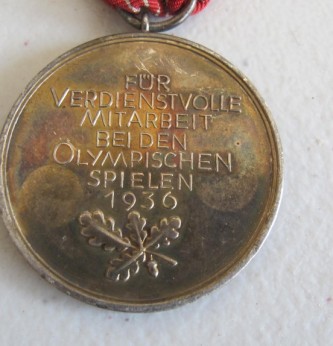 FÜR
VERDIENSTVOLLE
MITARBEIT
BEI DEN
OLYMPISCHEN
SPIELEN
1936